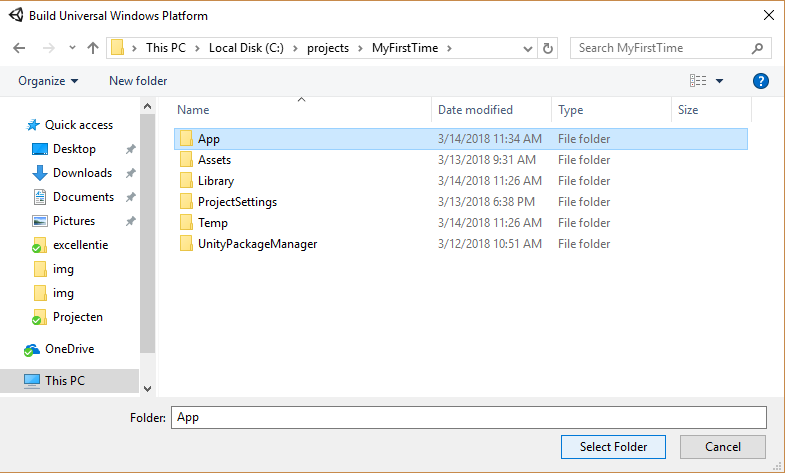 Build Universal Windows Platform
This PC > Local Disk (C:) > projects > MyFirstTime >
Search MyFirstTime
Organize
New folder
?
Name Date modified Type Size
Quick access
Desktop
Downloads
Documents
Pictures
excellentie
img
img
Projecten
OneDrive
This PC
App 3/14/2018 11:34 AM File folder
Assets 3/13/2018 9:31 AM File folder
Library 3/14/2018 11:26 AM File folder
ProjectSettings 3/13/2018 6:38 PM File folder
Temp 3/14/2018 11:26 AM File folder
UnityPackageManager 3/12/2018 10:51 AM File folder
Folder: App
Select Folder
Cancel